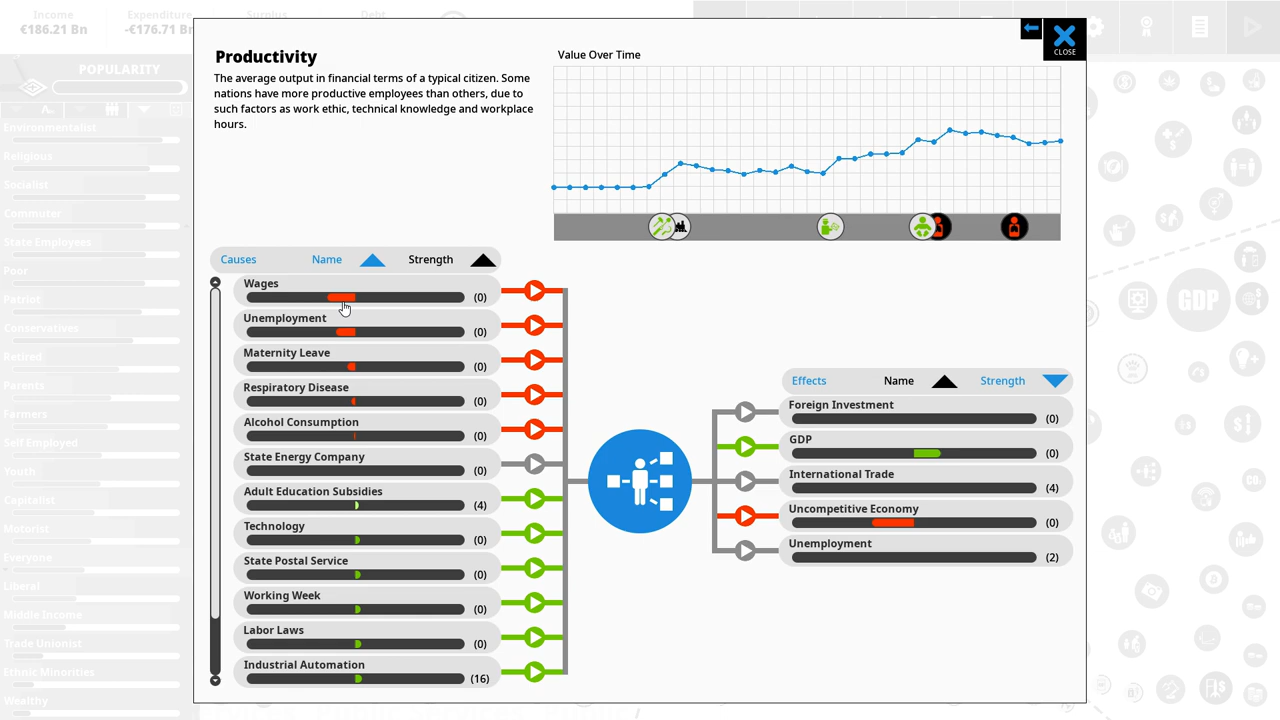 Income
Expenditure
Surplus
Debt
€186.21 Bn
-€176.71 Bn
POPULARITY
Environmentalist
Religious
Socialist
Commuter
State Employees
Poor
Patriot
Conservatives
Retired
Parents
Farmers
Self Employed
Youth
Capitalist
Motorist
Everyone
Liberal
Middle Income
Trade Unionist
Ethnic Minorities
Wealthy
Productivity
The average output in financial terms of a typical citizen. Some
nations have more productive employees than others, due to
such factors as work ethic, technical knowledge and workplace
hours.
Value Over Time
CLOSE
Causes
Name
Strength
Wages
(0)
Unemployment
(0)
Maternity Leave
(0)
Respiratory Disease
(0)
Alcohol Consumption
(0)
State Energy Company
(0)
Adult Education Subsidies
(4)
Technology
(0)
State Postal Service
(0)
Working Week
(0)
Labor Laws
(0)
Industrial Automation
(16)
Effects
Name
Strength
Foreign Investment
(0)
GDP
(0)
International Trade
(4)
Uncompetitive Economy
(0)
Unemployment
(2)
GDP